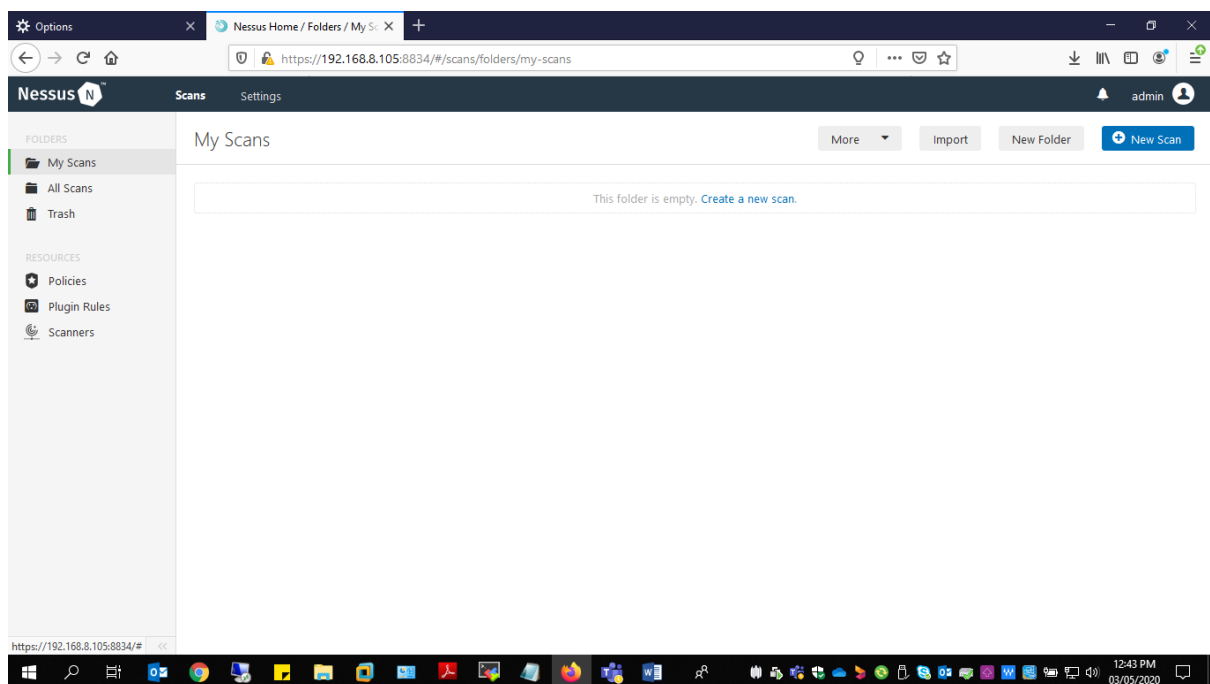 Options
Nessus Home / Folders / My Sc
https://192.168.8.105:8834/#/scans/folders/my-scans
Nessus N ™
Scans
Settings
admin
FOLDERS
My Scans
All Scans
Trash
RESOURCES
Policies
Plugin Rules
Scanners
My Scans
More
Import
New Folder
New Scan
This folder is empty. Create a new scan.
https://192.168.8.105:8834/#
12:43 PM
03/05/2020